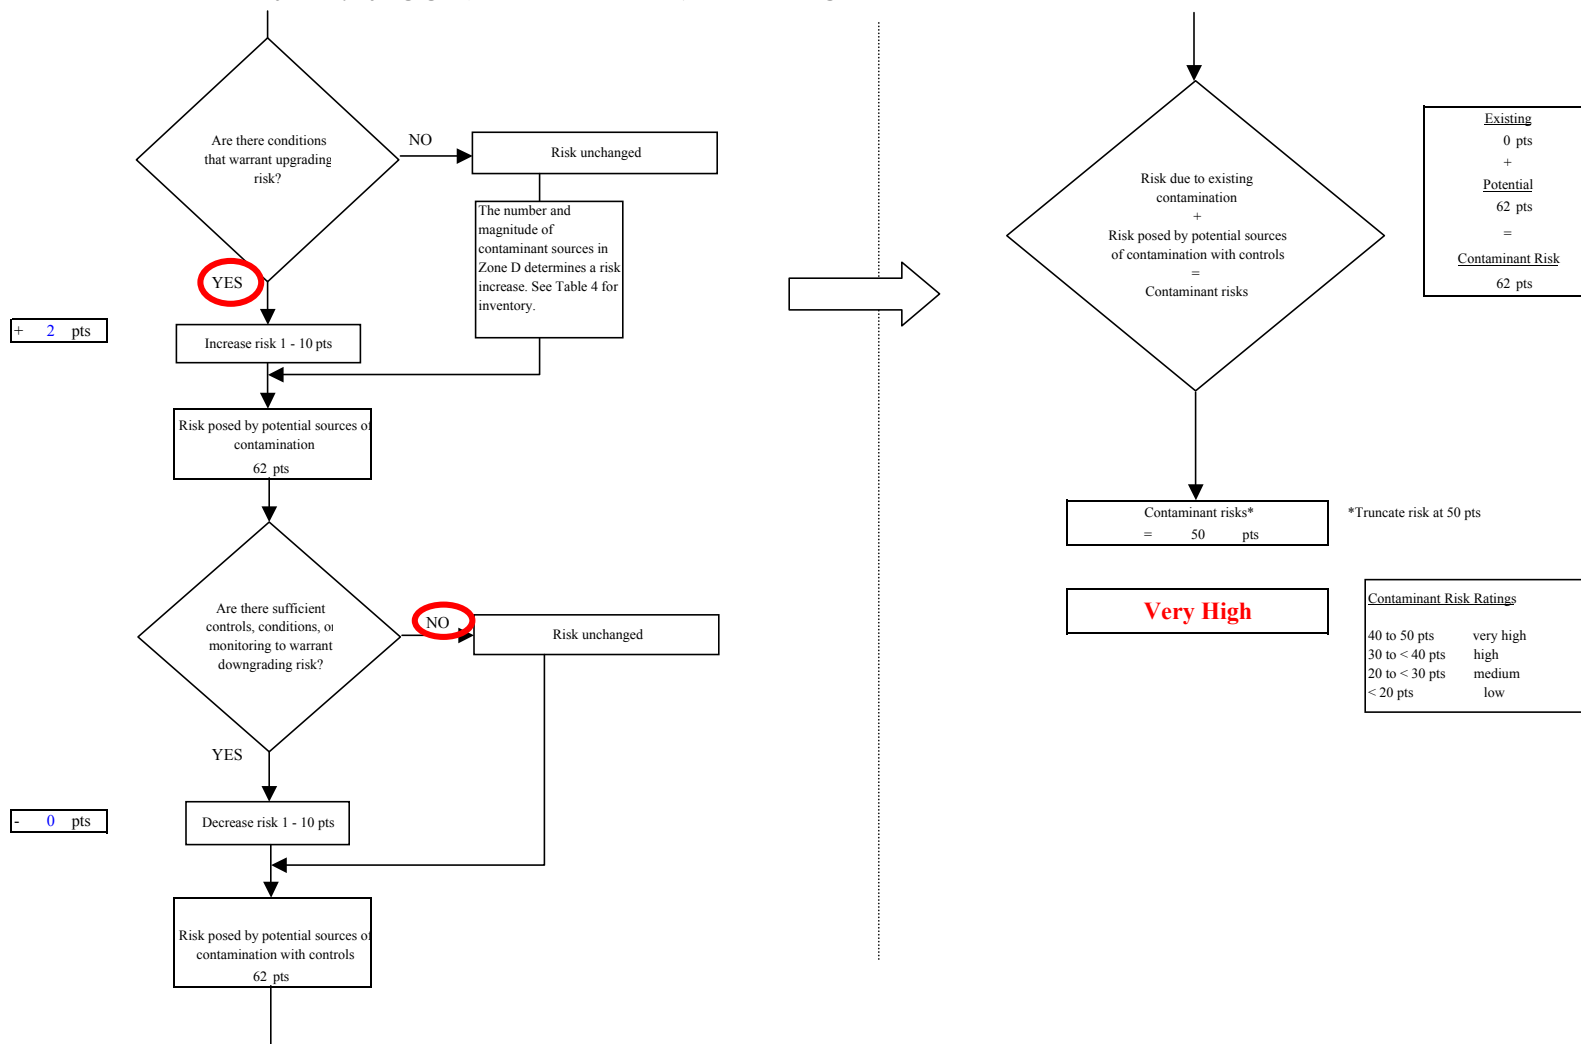 Are there conditions
that warrant upgrading
risk?
NO
Risk unchanged
The number and
magnitude of
contaminant sources in
Zone D determines a risk
increase. See Table 4 for
inventory.
YES
+ 2 pts
Increase risk 1 - 10 pts
Risk posed by potential sources of
contamination
62 pts
Are there sufficient
controls, conditions, or
monitoring to warrant
downgrading risk?
NO
Risk unchanged
YES
- 0 pts
Decrease risk 1 - 10 pts
Risk posed by potential sources of
contamination with controls
62 pts
Risk due to existing
contamination
+
Risk posed by potential sources
of contamination with controls
=
Contaminant risks
Existing
0 pts
+
Potential
62 pts
=
Contaminant Risk
62 pts
Contaminant risks*
= 50 pts
*Truncate risk at 50 pts
Very High
Contaminant Risk Ratings
40 to 50 pts very high
30 to < 40 pts high
20 to < 30 pts medium
< 20 pts low